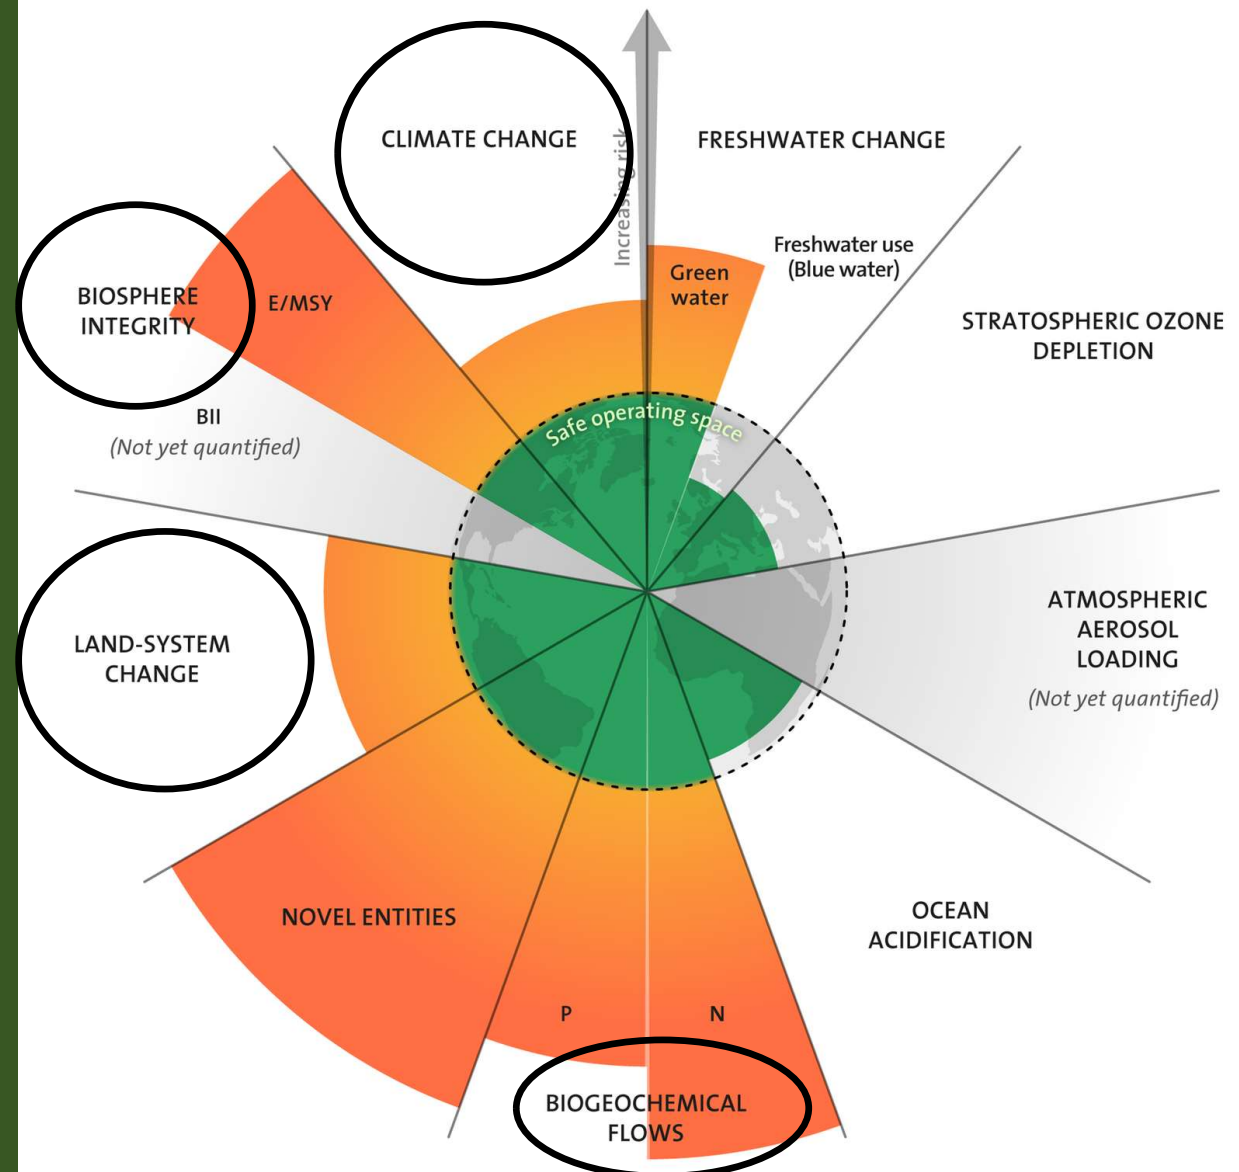 CLIMATE CHANGE
Increasing risk
FRESHWATER CHANGE
Freshwater use
(Blue water)
Green
water
BIOSPHERE
INTEGRITY
E/MSY
STRATOSPHERIC OZONE
DEPLETION
BII
(Not yet quantified)
Safe operating space
LAND-SYSTEM
CHANGE
ATMOSPHERIC
AEROSOL
LOADING
(Not yet quantified)
NOVEL ENTITIES
OCEAN
ACIDIFICATION
P
N
BIOGEOCHEMICAL
FLOWS